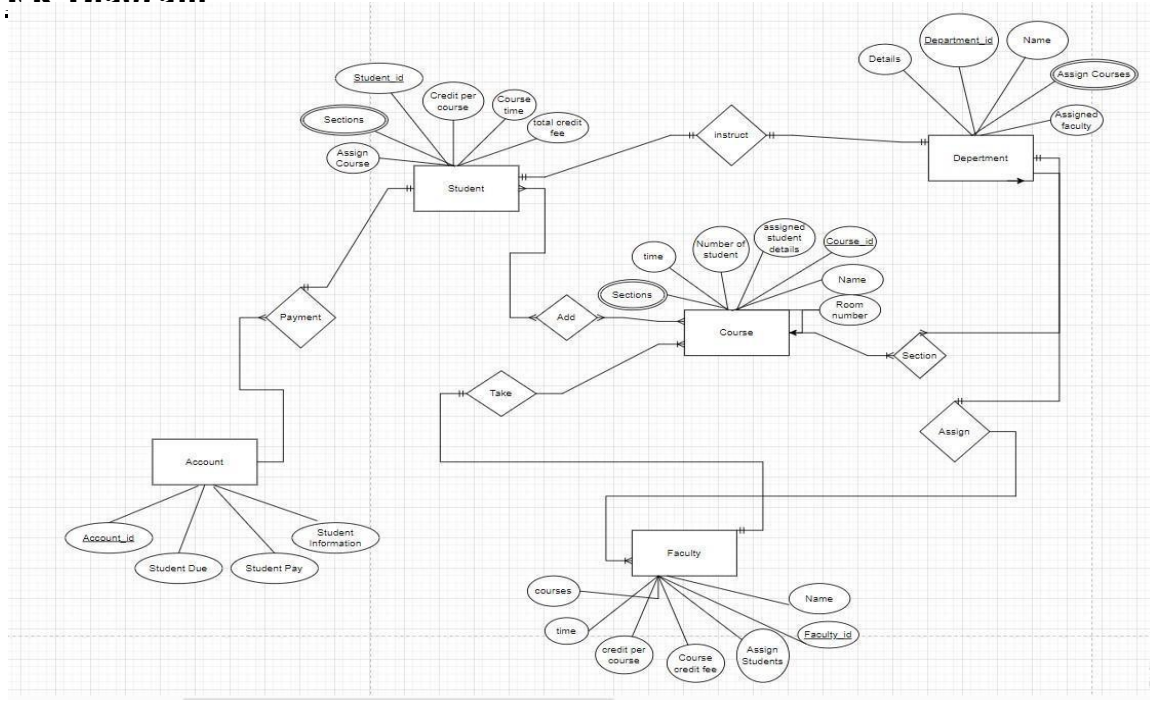 Department_id
Name
Details
Assign Courses
Assigned
faculty
Department
Student_id
Credit per
course
Course
time
total credit
fee
Sections
Assign
Course
Student
instruct
assigned
student
details
Number of
student
Course_id
time
Name
Sections
Room
number
Course
Payment
Add
Section
Take
Assign
Account
Account_id
Student Due
Student Pay
Student
Information
Faculty
courses
time
credit per
course
Course
credit fee
Assign
Students
Faculty_id
Name